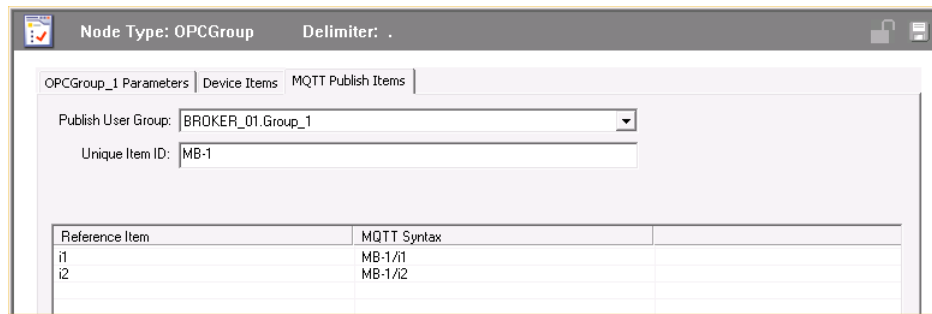 Node Type: OPCGroup Delimiter: .
OPCGroup_1 Parameters Device Items MQTT Publish Items
Publish User Group: BROKER_01.Group_1
Unique Item ID: MB-1
Reference Item MQTT Syntax
i1 MB-1/i1
i2 MB-1/i2